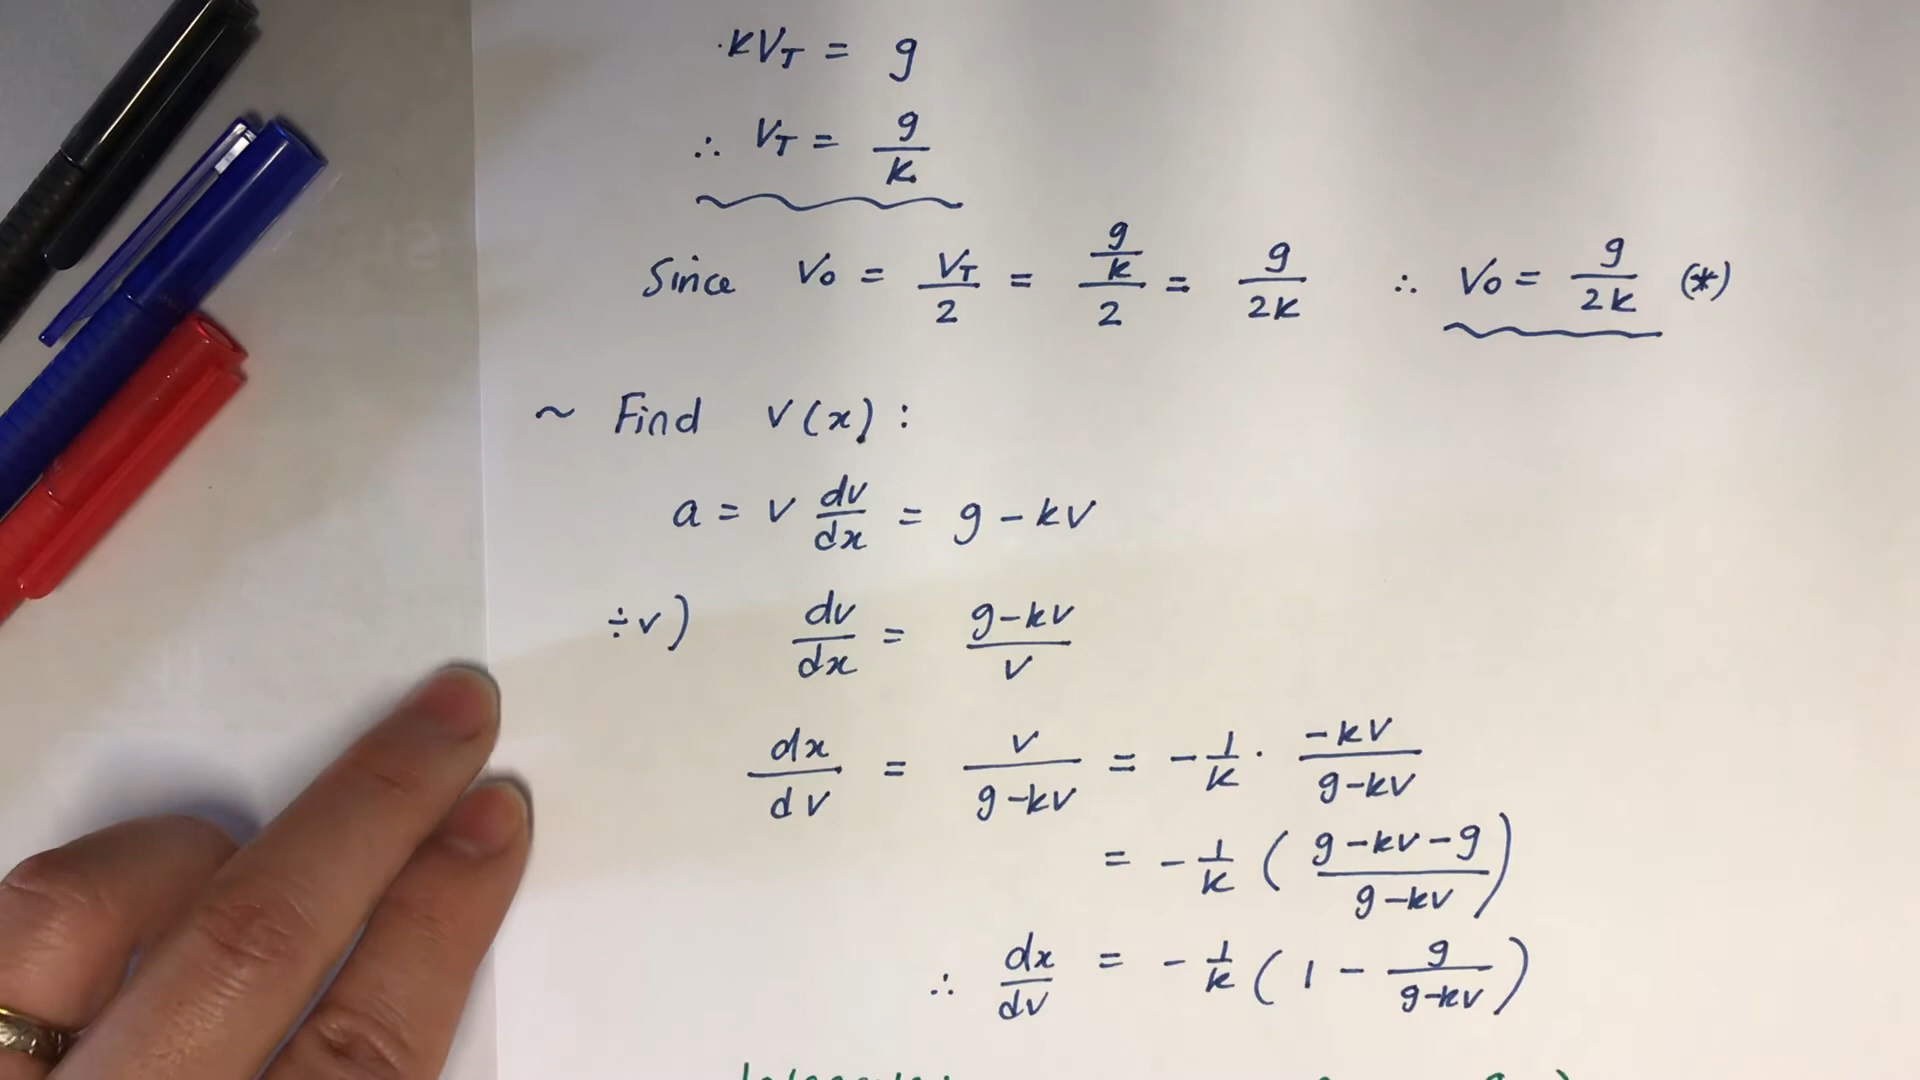 kV_T = g
∴ V_T = g/k
Since V₀ = V_T/2 = (g/k)/2 = g/2k ∴ V₀ = g/2k (*)
~ Find v(x) :
a = v dv/dx = g - kv
÷v) dv/dx = (g-kv)/v
dx/dv = v/(g-kv) = -1/k · -kv/(g-kv)
= -1/k ( (g-kv-g)/(g-kv) )
∴ dx/dv = -1/k ( 1 - g/(g-kv) )